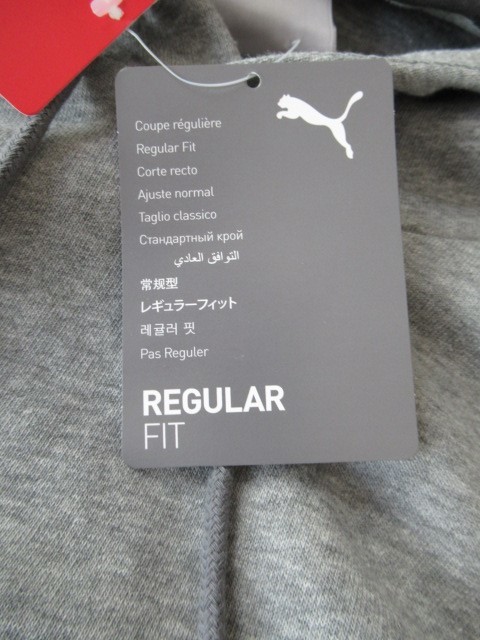 Coupe régulière
Regular Fit
Corte recto
Ajuste normal
Taglio classico
Стандартный крой
التوافق العادي
常规型
レギュラーフィット
레귤러 핏
Pas Reguler
REGULAR
FIT